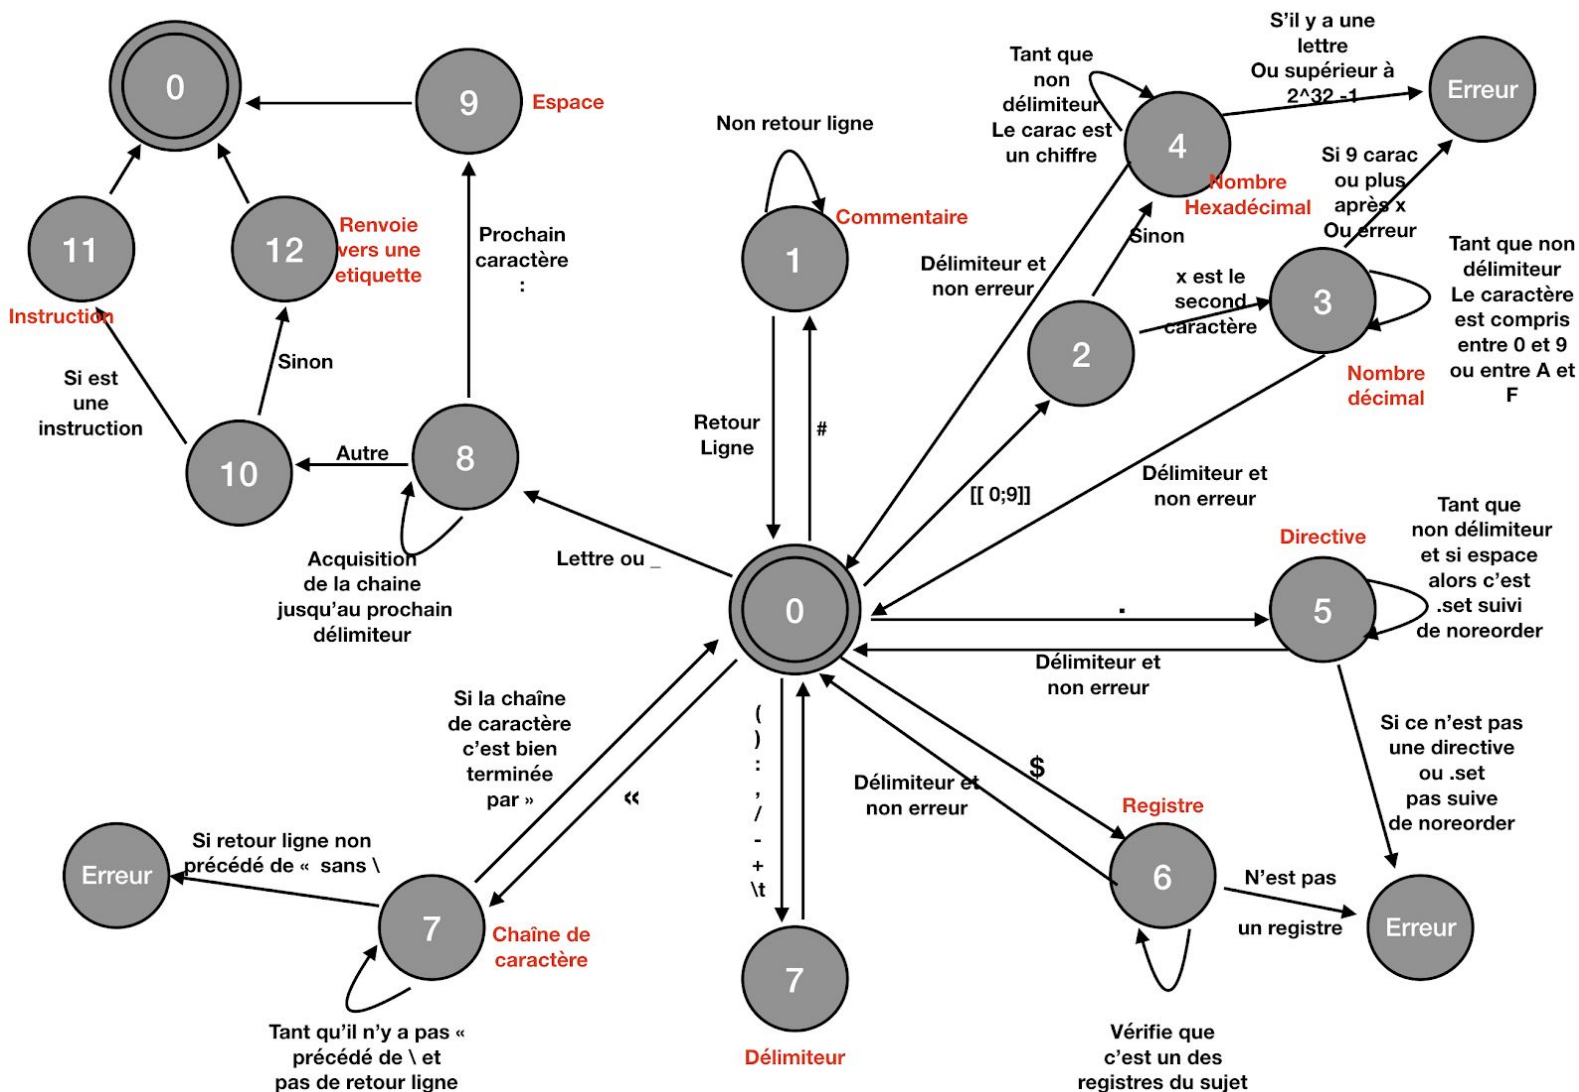 0
9
Espace
11
12
Renvoie
vers une
etiquette
Instruction
Prochain
caractère
:
Si est
une
instruction
Sinon
10
Autre
8
Acquisition
de la chaine
jusqu'au prochain
délimiteur
Lettre ou _
Non retour ligne
Commentaire
1
Retour
Ligne
#
Tant que
non
délimiteur
Le carac est
un chiffre
4
Nombre
Hexadécimal
S'il y a une
lettre
Ou supérieur à
2^32 -1
Erreur
Si 9 carac
ou plus
après x
Ou erreur
Sinon
x est le
second
caractère
2
3
Nombre
décimal
Tant que non
délimiteur
Le caractère
est compris
entre 0 et 9
ou entre A et
F
Délimiteur et
non erreur
[[ 0;9]]
Délimiteur et
non erreur
0
.
Directive
5
Tant que
non délimiteur
et si espace
alors c'est
.set suivi
de noreorder
Délimiteur et
non erreur
Si ce n'est pas
une directive
ou .set
pas suive
de noreorder
Erreur
$
Délimiteur et
non erreur
Registre
6
N'est pas
un registre
Vérifie que
c'est un des
registres du sujet
(
)
:
,
/
-
+
\t
7
Délimiteur
Si la chaîne
de caractère
c'est bien
terminée
par »
«
7
Chaîne de
caractère
Si retour ligne non
précédé de « sans \
Erreur
Tant qu'il n'y a pas «
précédé de \ et
pas de retour ligne